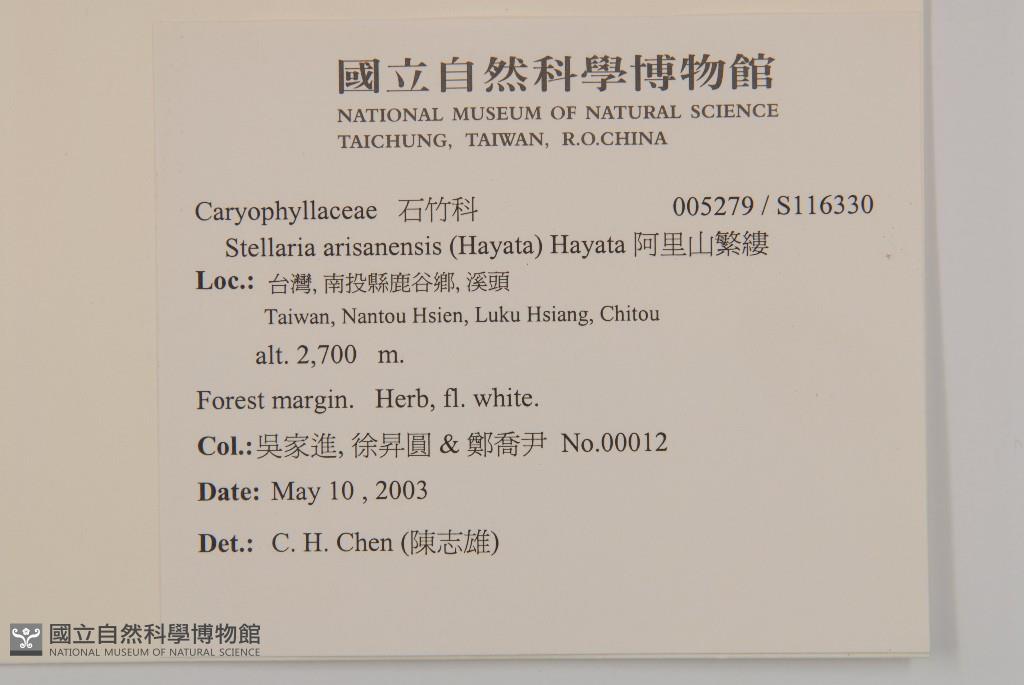 國立自然科學博物館
NATIONAL MUSEUM OF NATURAL SCIENCE
TAICHUNG, TAIWAN, R.O.CHINA
Caryophyllaceae 石竹科 005279 / S116330
Stellaria arisanensis (Hayata) Hayata 阿里山繁縷
Loc.: 台灣, 南投縣鹿谷鄉, 溪頭
Taiwan, Nantou Hsien, Luku Hsiang, Chitou
alt. 2,700 m.
Forest margin. Herb, fl. white.
Col.: 吳家進, 徐昇圓 & 鄭喬尹 No.00012
Date: May 10 , 2003
Det.: C. H. Chen (陳志雄)
國立自然科學博物館
NATIONAL MUSEUM OF NATURAL SCIENCE